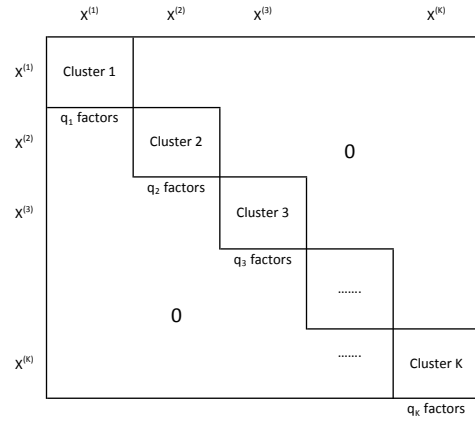 X(1) X(2) X(3) X(K)
X(1) Cluster 1
q1 factors
X(2) Cluster 2
0
q2 factors
X(3) Cluster 3
q3 factors
.......
0
.......
X(K) Cluster K
qK factors